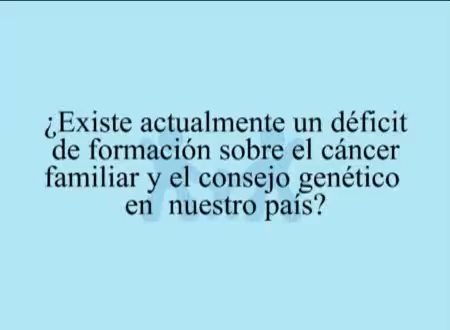 ¿Existe actualmente un déficit
de formación sobre el cáncer
familiar y el consejo genético
en nuestro país?